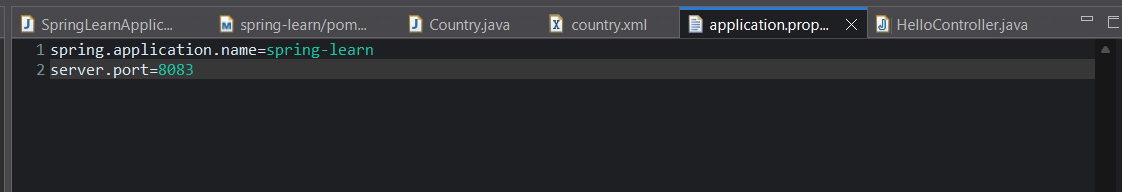 SpringLearnApplic...
spring-learn/pom...
Country.java
country.xml
application.prop...
HelloController.java
1 spring.application.name=spring-learn
2 server.port=8083